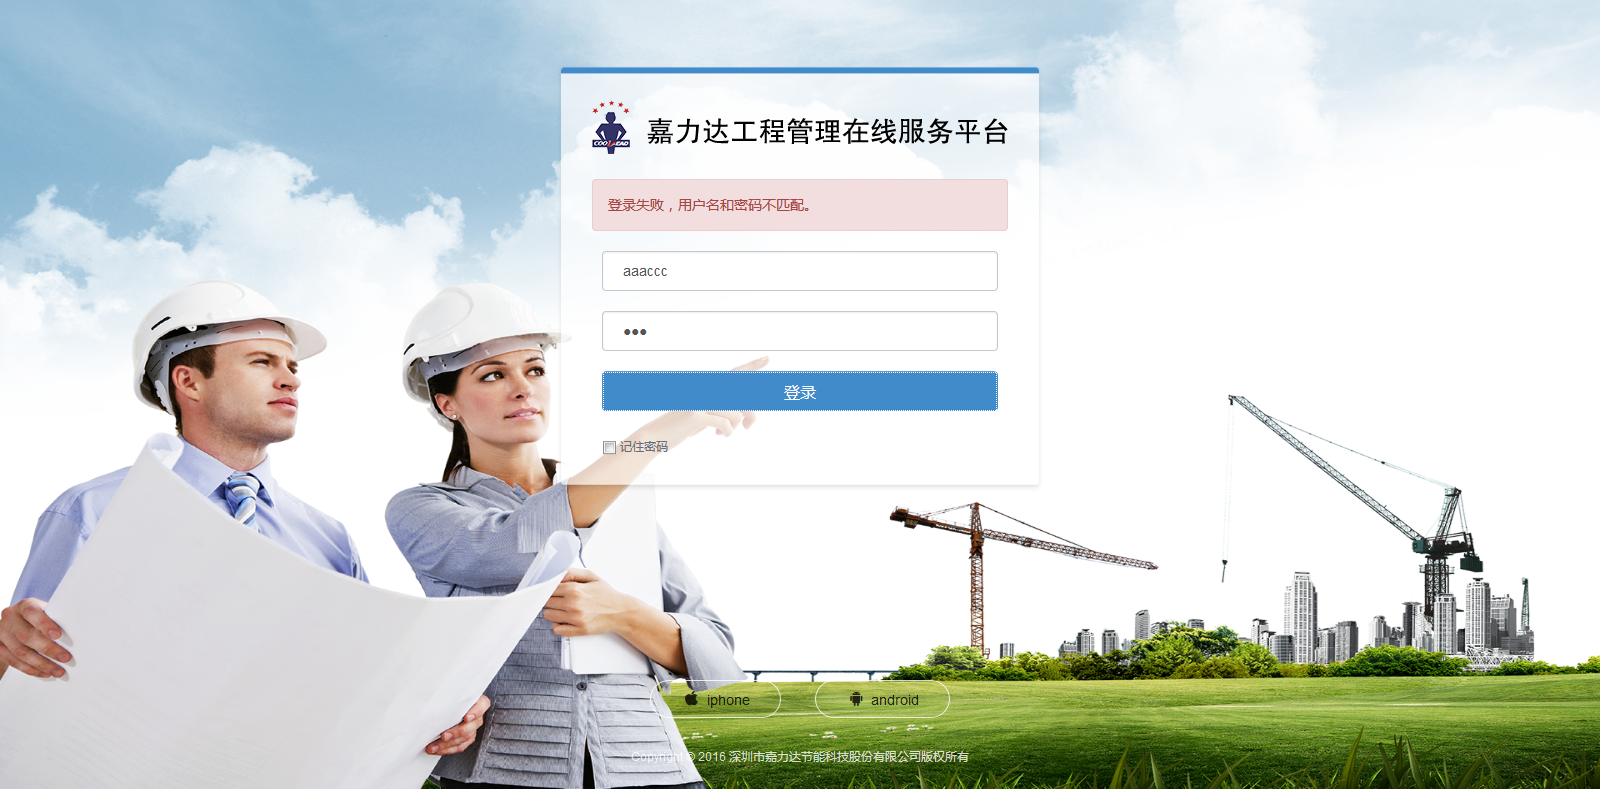 COOLEAD
嘉力达工程管理在线服务平台
登录失败，用户名和密码不匹配。
aaaccc
登录
记住密码
iphone
android
Copyright © 2016 深圳市嘉力达节能科技股份有限公司版权所有